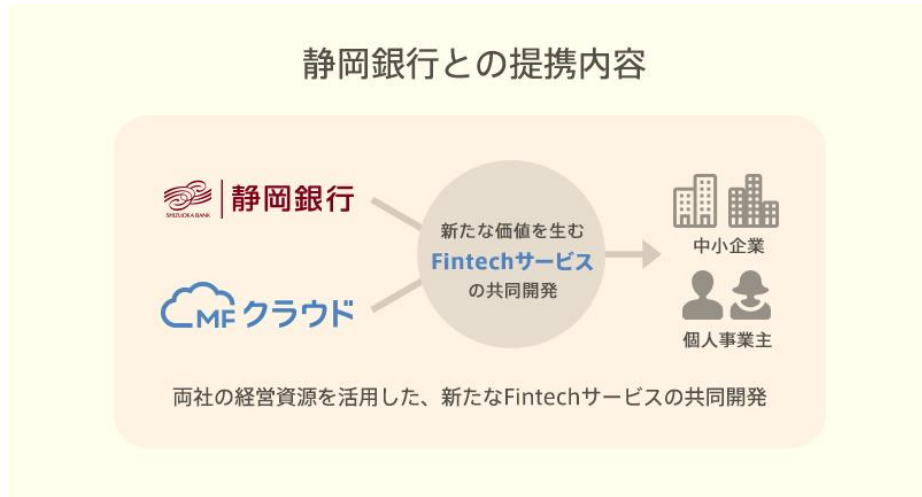 静岡銀行との提携内容
SHIZUOKA BANK
静岡銀行
MFクラウド
新たな価値を生む
Fintechサービス
の共同開発
中小企業
個人事業主
両社の経営資源を活用した、新たなFintechサービスの共同開発